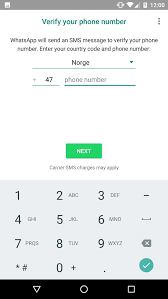 12:00
Verify your phone number
WhatsApp will send an SMS message to verify your
phone number. Enter your country code and phone number:
Norge
+ 47 phone number
NEXT
Carrier SMS charges may apply
1 2 ABC 3 DEF
4 GHI 5 JKL 6 MNO
7 PQRS 8 TUV 9 WXYZ
* # 0 + .